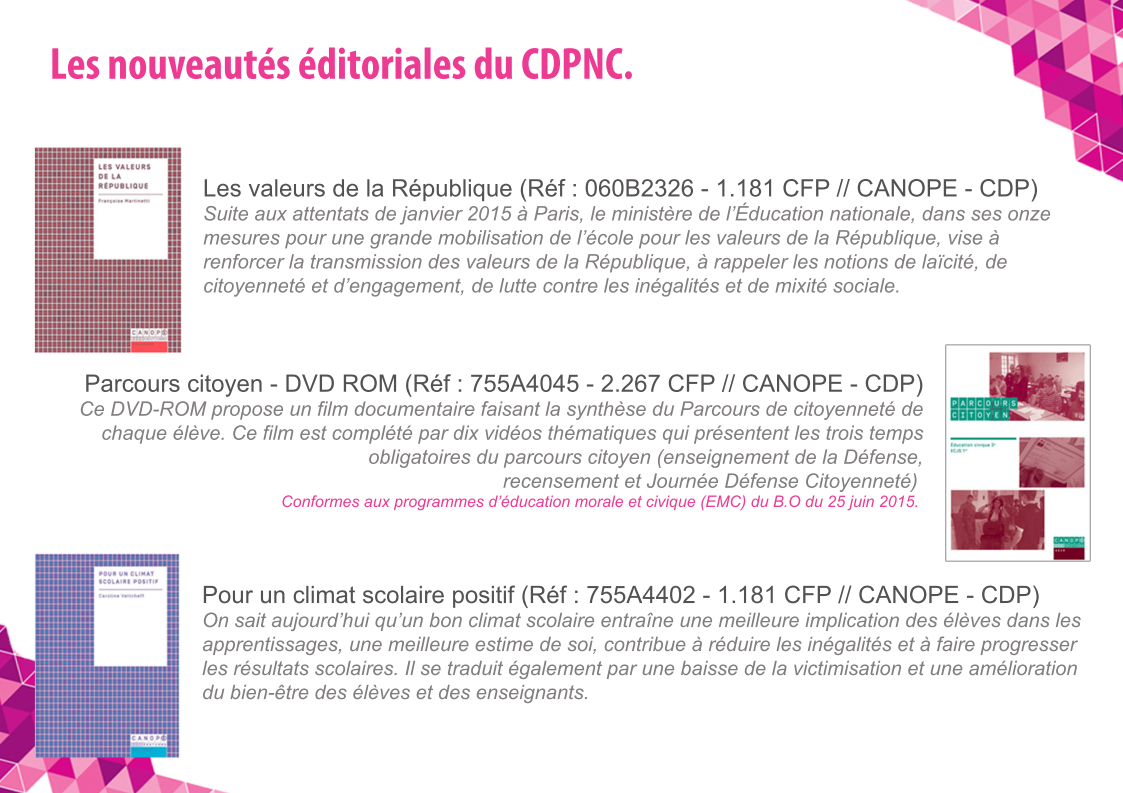 Les nouveautés éditoriales du CDPNC.
LES VALEURS
DE LA
RÉPUBLIQUE
Françoise Martinetti
CANOPÉ
Les valeurs de la République (Réf : 060B2326 - 1.181 CFP // CANOPE - CDP)
Suite aux attentats de janvier 2015 à Paris, le ministère de l’Éducation nationale, dans ses onze
mesures pour une grande mobilisation de l’école pour les valeurs de la République, vise à
renforcer la transmission des valeurs de la République, à rappeler les notions de laïcité, de
citoyenneté et d’engagement, de lutte contre les inégalités et de mixité sociale.
Parcours citoyen - DVD ROM (Réf : 755A4045 - 2.267 CFP // CANOPE - CDP)
Ce DVD-ROM propose un film documentaire faisant la synthèse du Parcours de citoyenneté de
chaque élève. Ce film est complété par dix vidéos thématiques qui présentent les trois temps
obligatoires du parcours citoyen (enseignement de la Défense,
recensement et Journée Défense Citoyenneté)
Conformes aux programmes d’éducation morale et civique (EMC) du B.O du 25 juin 2015.
PARCOURS
CITOYEN
Éducation civique 3e
ECJS 1re
CANOPÉ
POUR UN CLIMAT
SCOLAIRE POSITIF
Caroline Veltcheff
CANOPÉ
Pour un climat scolaire positif (Réf : 755A4402 - 1.181 CFP // CANOPE - CDP)
On sait aujourd’hui qu’un bon climat scolaire entraîne une meilleure implication des élèves dans les
apprentissages, une meilleure estime de soi, contribue à réduire les inégalités et à faire progresser
les résultats scolaires. Il se traduit également par une baisse de la victimisation et une amélioration
du bien-être des élèves et des enseignants.